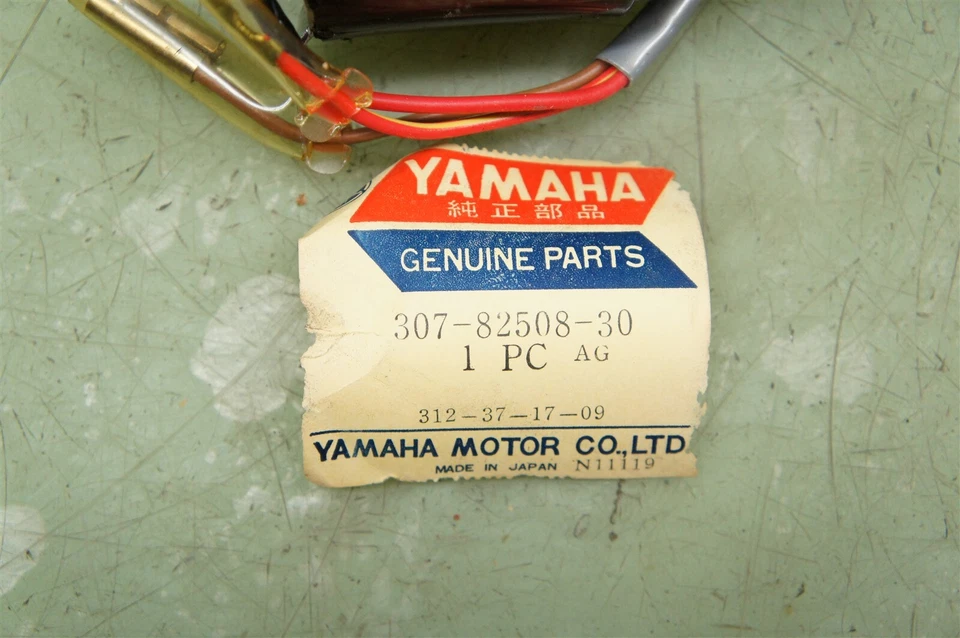 YAMAHA
純正部品
GENUINE PARTS
307-82508-30
1 PC AG
312-37-17-09
YAMAHA MOTOR CO.,LTD
MADE IN JAPAN N11119